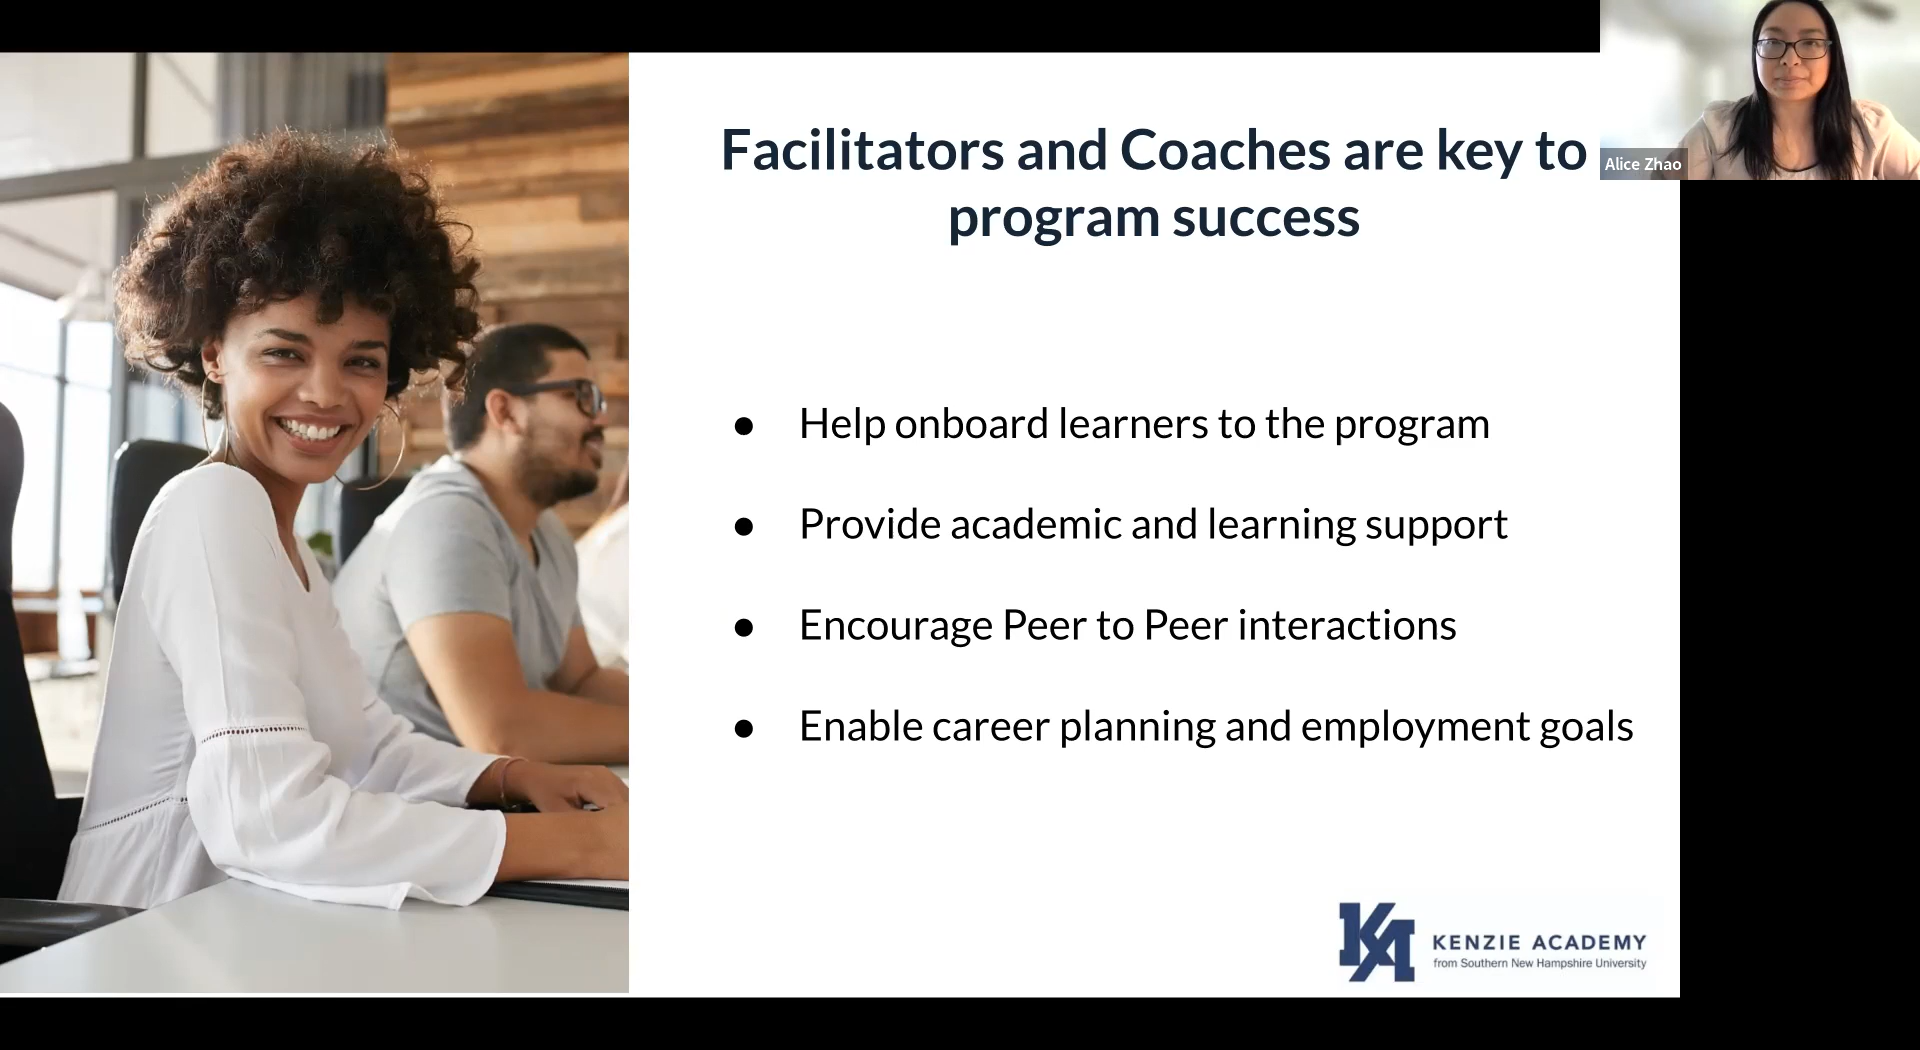 Facilitators and Coaches are key to
program success
Alice Zhao
● Help onboard learners to the program
● Provide academic and learning support
● Encourage Peer to Peer interactions
● Enable career planning and employment goals
KA
KENZIE ACADEMY
from Southern New Hampshire University